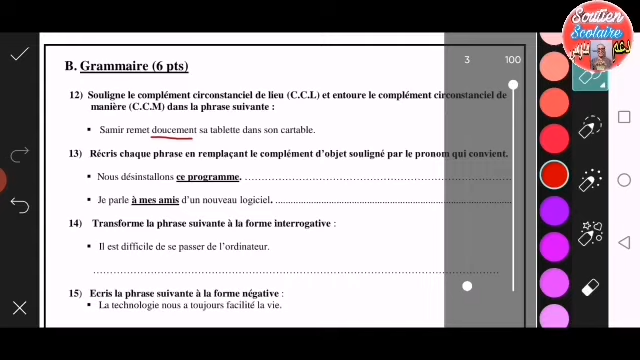 Soutien
Scolaire
3 100
B. Grammaire (6 pts)
12) Souligne le complément circonstanciel de lieu (C.C.L) et entoure le complément circonstanciel de
manière (C.C.M) dans la phrase suivante :
▪ Samir remet doucement sa tablette dans son cartable.
13) Récris chaque phrase en remplaçant le complément d'objet souligné par le pronom qui convient.
▪ Nous désinstallons ce programme. ..................................................
▪ Je parle à mes amis d'un nouveau logiciel. ..................................................
14) Transforme la phrase suivante à la forme interrogative :
▪ Il est difficile de se passer de l'ordinateur.
..................................................
15) Ecris la phrase suivante à la forme négative :
▪ La technologie nous a toujours facilité la vie.